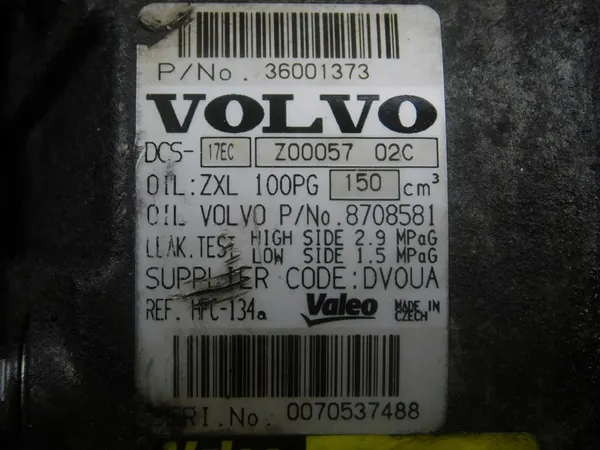 P/No. 36001373
VOLVO
DCS- 17EC Z00057 02C
OIL:ZXL 100PG 150 cm³
OIL VOLVO P/No.8708581
LEAK.TEST HIGH SIDE 2.9 MPaG
LOW SIDE 1.5 MPaG
SUPPLIER CODE:DVOUA
REF. HFC-134a Valeo MADE IN CZECH
SERI.No. 0070537488
Valeo